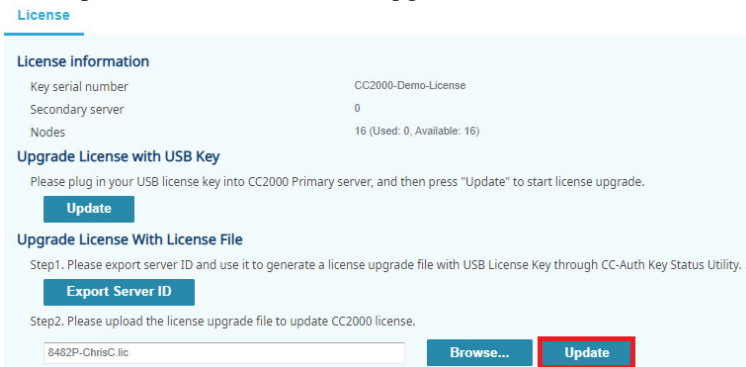 License
License information
Key serial number CC2000-Demo-License
Secondary server 0
Nodes 16 (Used: 0, Available: 16)
Upgrade License with USB Key
Please plug in your USB license key into CC2000 Primary server, and then press "Update" to start license upgrade.
Update
Upgrade License With License File
Step1. Please export server ID and use it to generate a license upgrade file with USB License Key through CC-Auth Key Status Utility.
Export Server ID
Step2. Please upload the license upgrade file to update CC2000 license.
8482P-ChrisC.lic Browse... Update